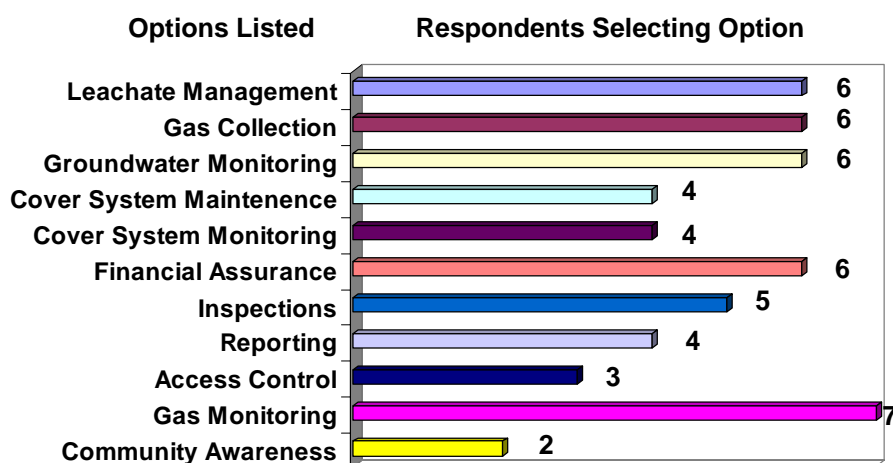 Options Listed Respondents Selecting Option
Leachate Management 6
Gas Collection 6
Groundwater Monitoring 6
Cover System Maintenence 4
Cover System Monitoring 4
Financial Assurance 6
Inspections 5
Reporting 4
Access Control 3
Gas Monitoring 7
Community Awareness 2